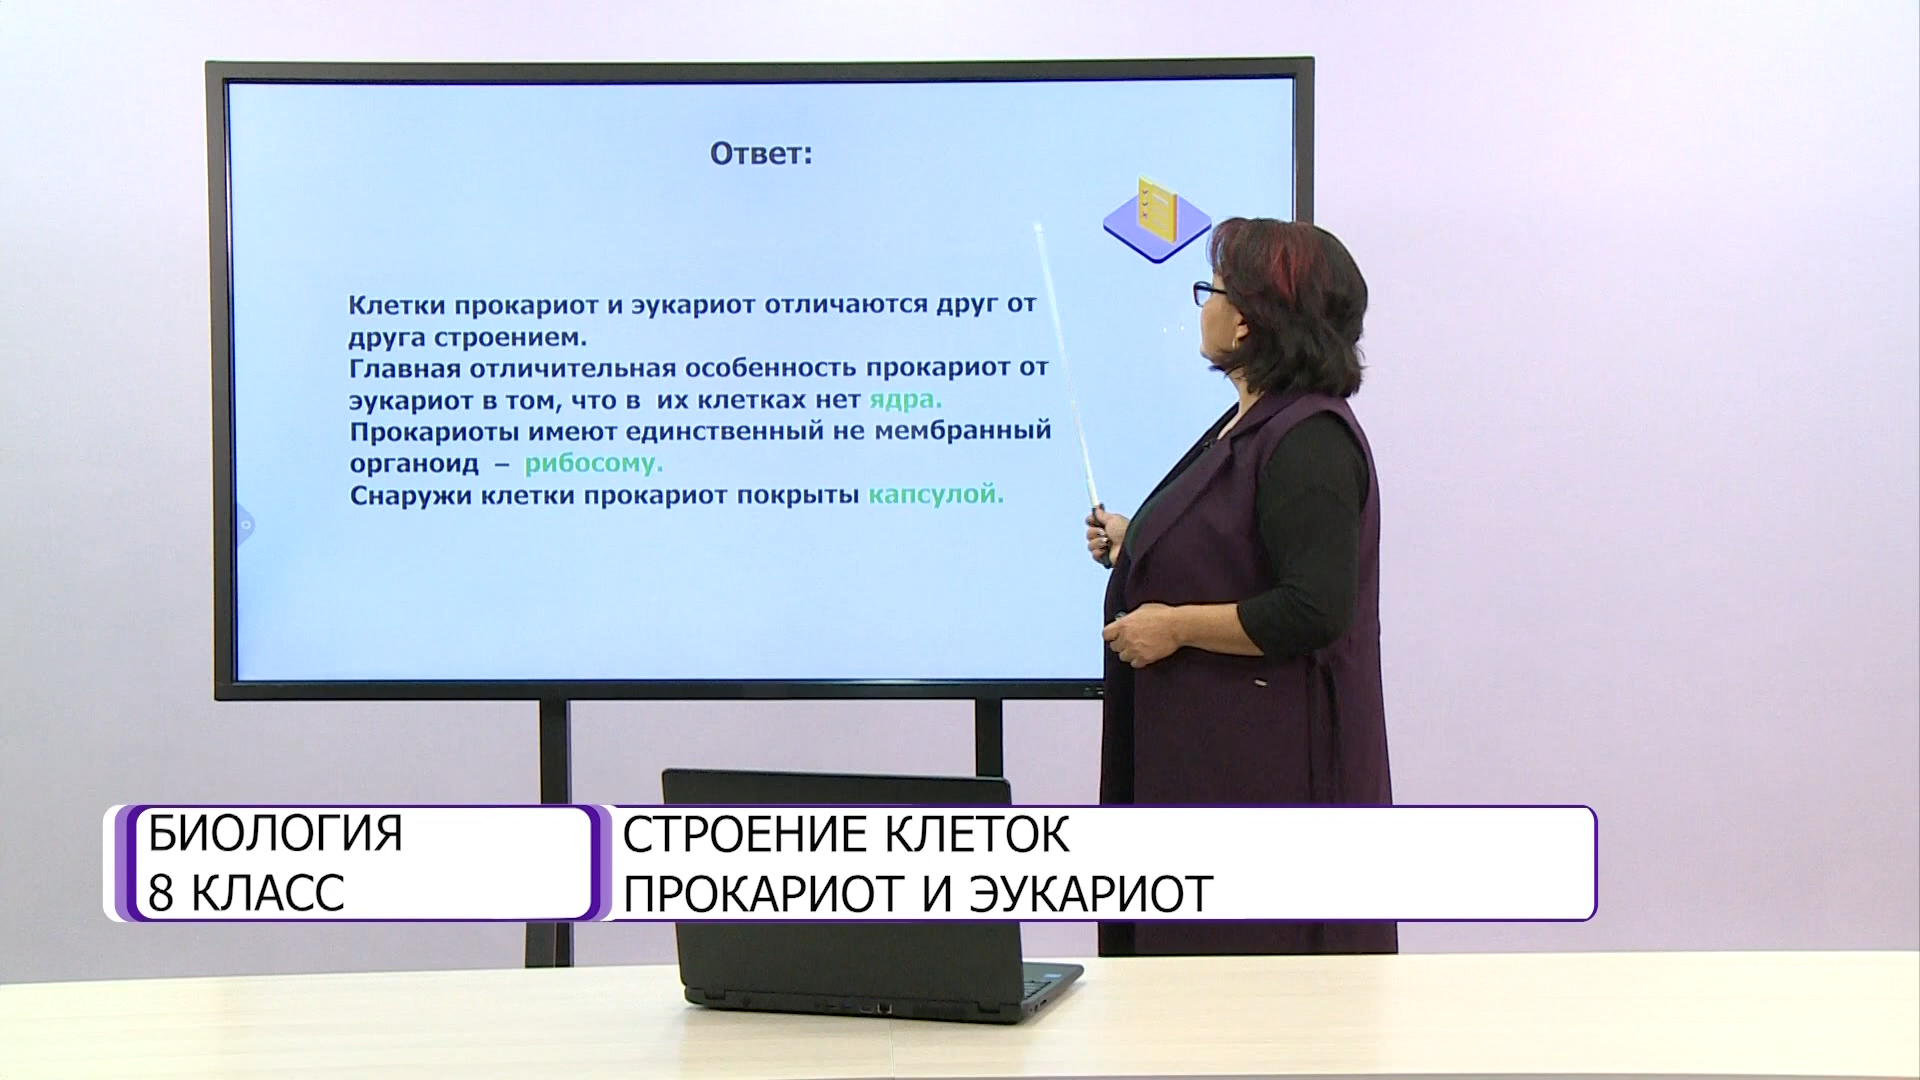 Ответ:
Клетки прокариот и эукариот отличаются друг от
друга строением.
Главная отличительная особенность прокариот от
эукариот в том, что в их клетках нет ядра.
Прокариоты имеют единственный не мембранный
органоид – рибосому.
Снаружи клетки прокариот покрыты капсулой.
БИОЛОГИЯ
8 КЛАСС
СТРОЕНИЕ КЛЕТОК
ПРОКАРИОТ И ЭУКАРИОТ